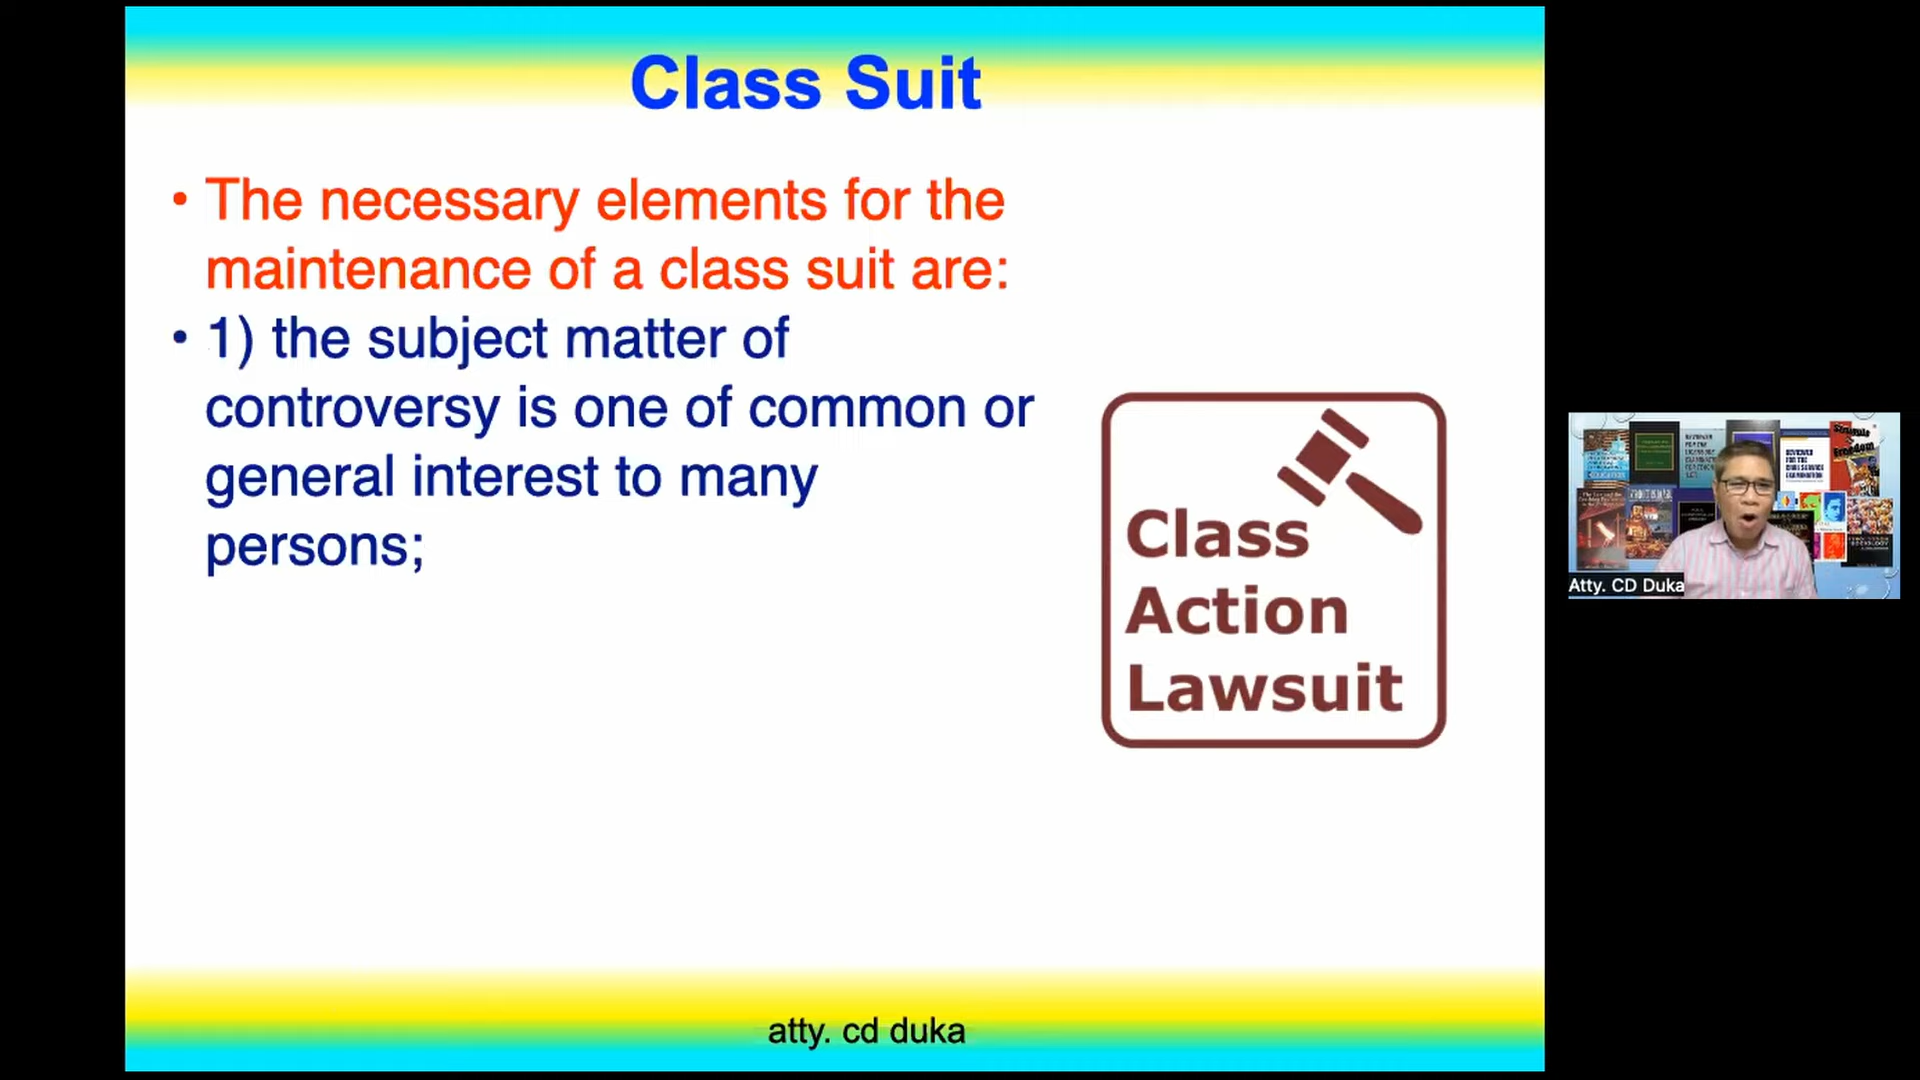 Class Suit
• The necessary elements for the
maintenance of a class suit are:
• 1) the subject matter of
controversy is one of common or
general interest to many
persons;
Class
Action
Lawsuit
atty. cd duka
Atty. CD Duka